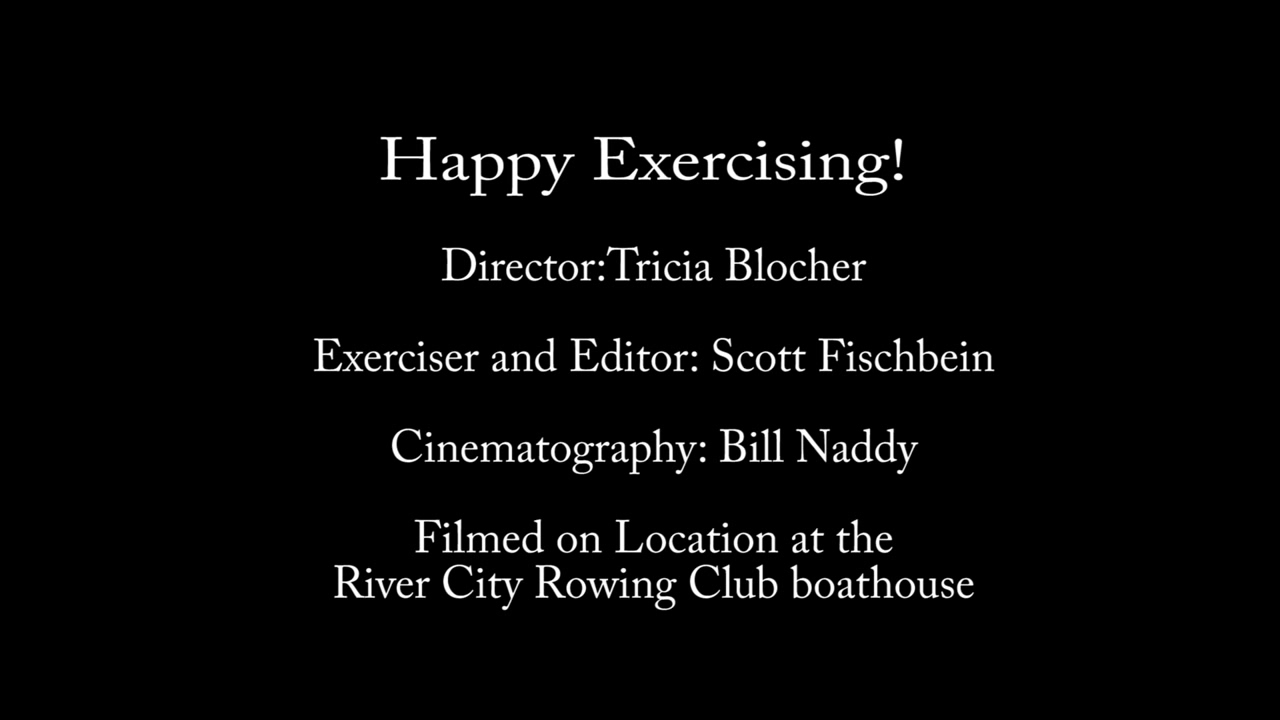 Happy Exercising!
Director:Tricia Blocher
Exerciser and Editor: Scott Fischbein
Cinematography: Bill Naddy
Filmed on Location at the
River City Rowing Club boathouse